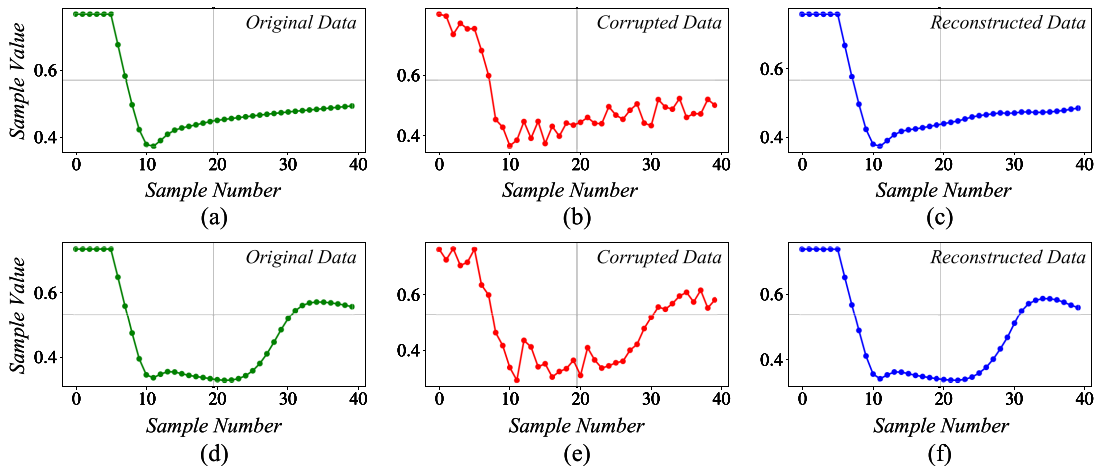 Original Data
Corrupted Data
Reconstructed Data
Sample Value
0.6
0.4
0.6
0.4
0.6
0.4
0 10 20 30 40
0 10 20 30 40
0 10 20 30 40
Sample Number
Sample Number
Sample Number
(a)
(b)
(c)
Original Data
Corrupted Data
Reconstructed Data
Sample Value
0.6
0.4
0.6
0.4
0.6
0.4
0 10 20 30 40
0 10 20 30 40
0 10 20 30 40
Sample Number
Sample Number
Sample Number
(d)
(e)
(f)